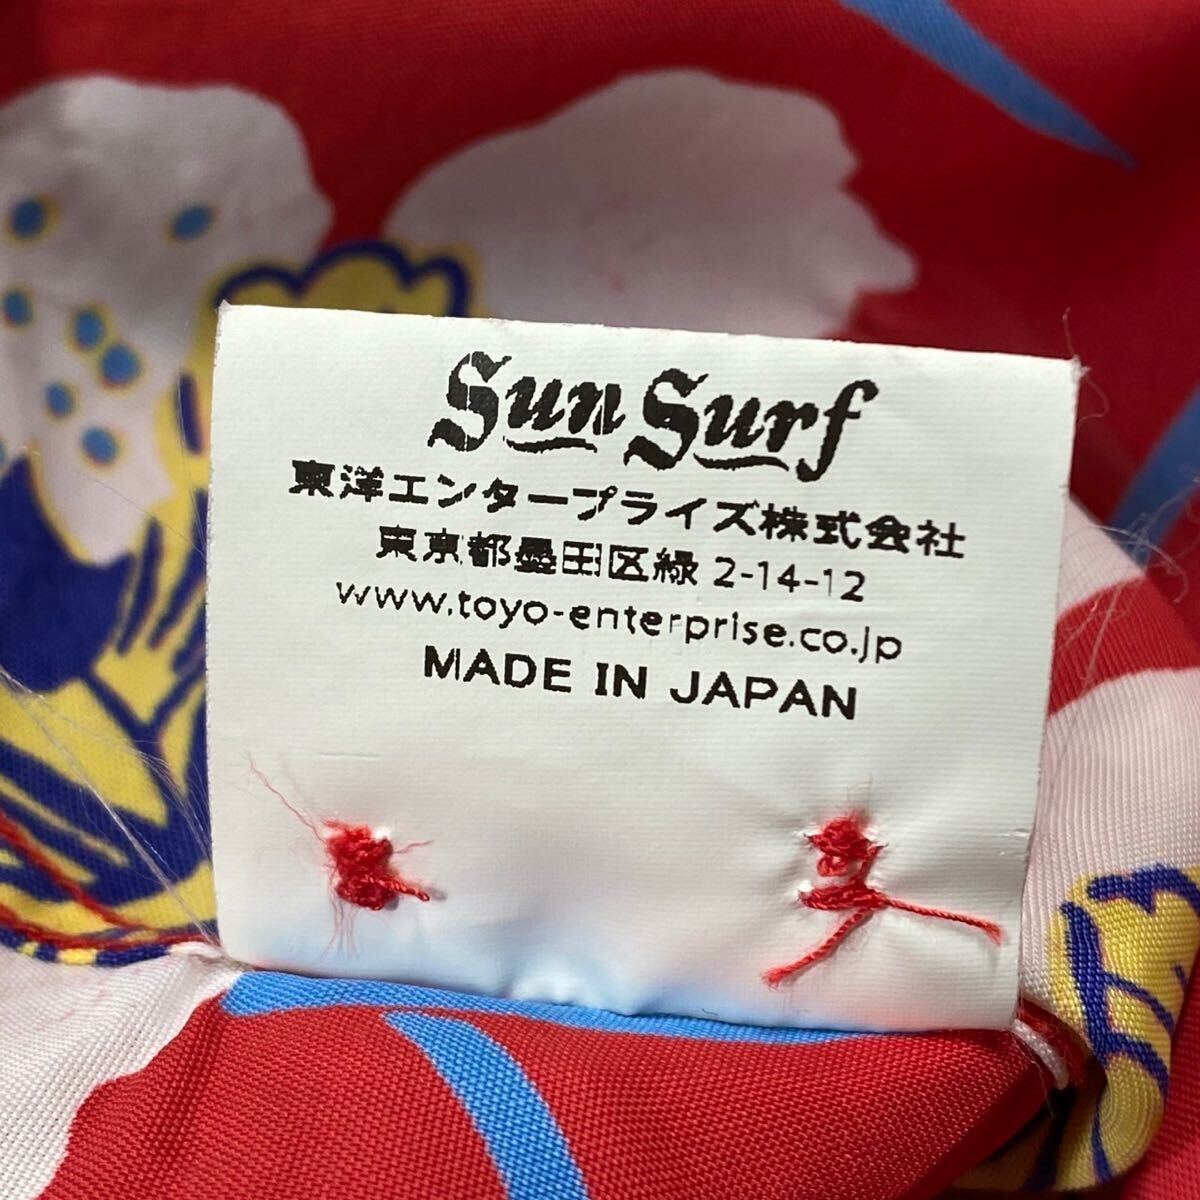 Sun Surf
東洋エンタープライズ株式会社
東京都墨田区緑 2-14-12
www.toyo-enterprise.co.jp
MADE IN JAPAN